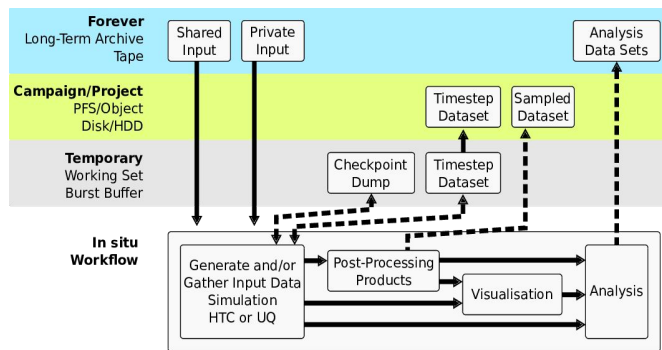 Forever
Long-Term Archive
Tape
Shared
Input
Private
Input
Analysis
Data Sets
Campaign/Project
PFS/Object
Disk/HDD
Timestep
Dataset
Sampled
Dataset
Temporary
Working Set
Burst Buffer
Checkpoint
Dump
Timestep
Dataset
In situ
Workflow
Generate and/or
Gather Input Data
Simulation
HTC or UQ
Post-Processing
Products
Visualisation
Analysis